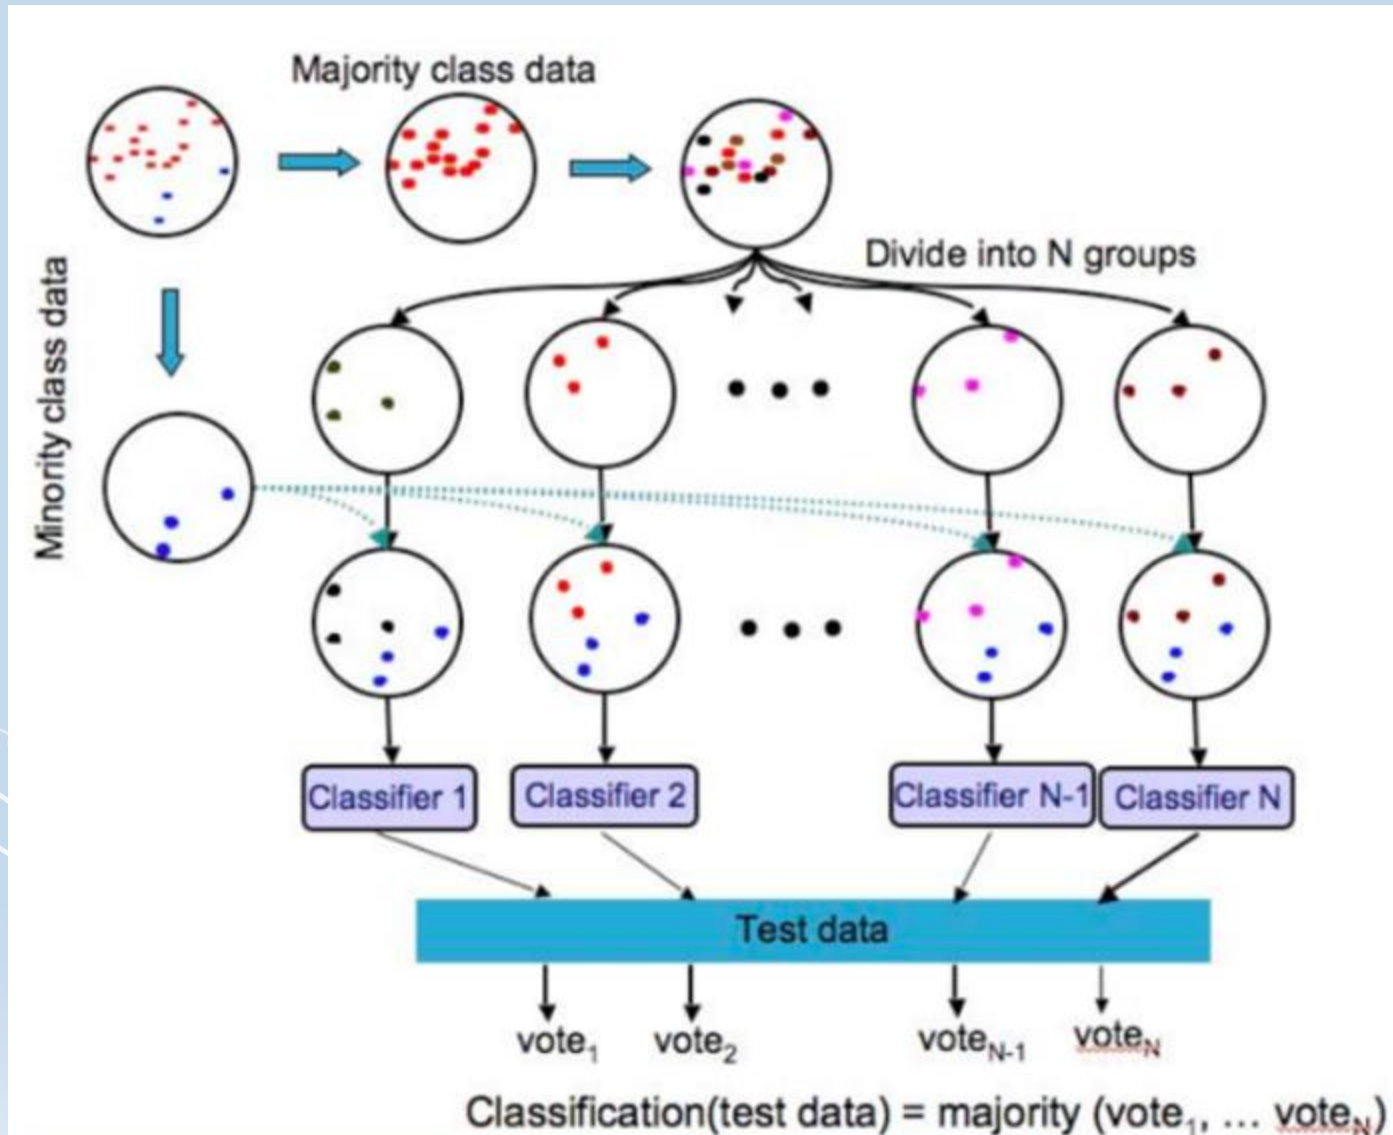 Majority class data
Divide into N groups
Minority class data
Classifier 1
Classifier 2
Classifier N-1
Classifier N
Test data
vote₁
vote₂
voteN-1
voteN
Classification(test data) = majority (vote₁, ... voteN)